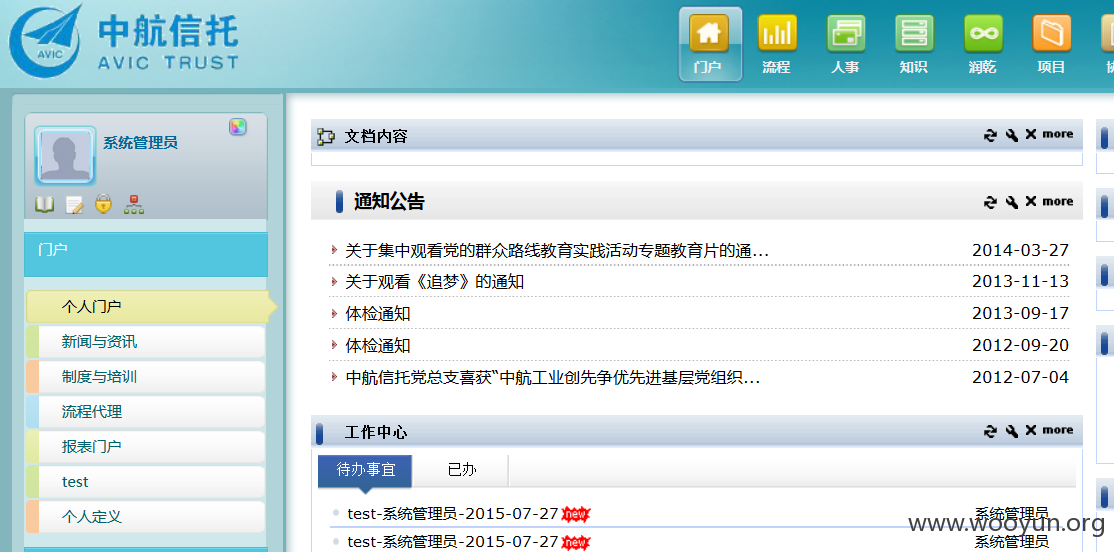 中航信托
AVIC
AVIC TRUST
门户 流程 人事 知识 润乾 项目
系统管理员
门户
个人门户
新闻与资讯
制度与培训
流程代理
报表门户
test
个人定义
文档内容 more
通知公告 more
关于集中观看党的群众路线教育实践活动专题教育片的通... 2014-03-27
关于观看《追梦》的通知 2013-11-13
体检通知 2013-09-17
体检通知 2012-09-20
中航信托党总支喜获“中航工业创先争优先进基层党组织... 2012-07-04
工作中心 more
待办事宜 已办
test-系统管理员-2015-07-27 new 系统管理员
www.wooyun.org
test-系统管理员-2015-07-27 new 系统管理员